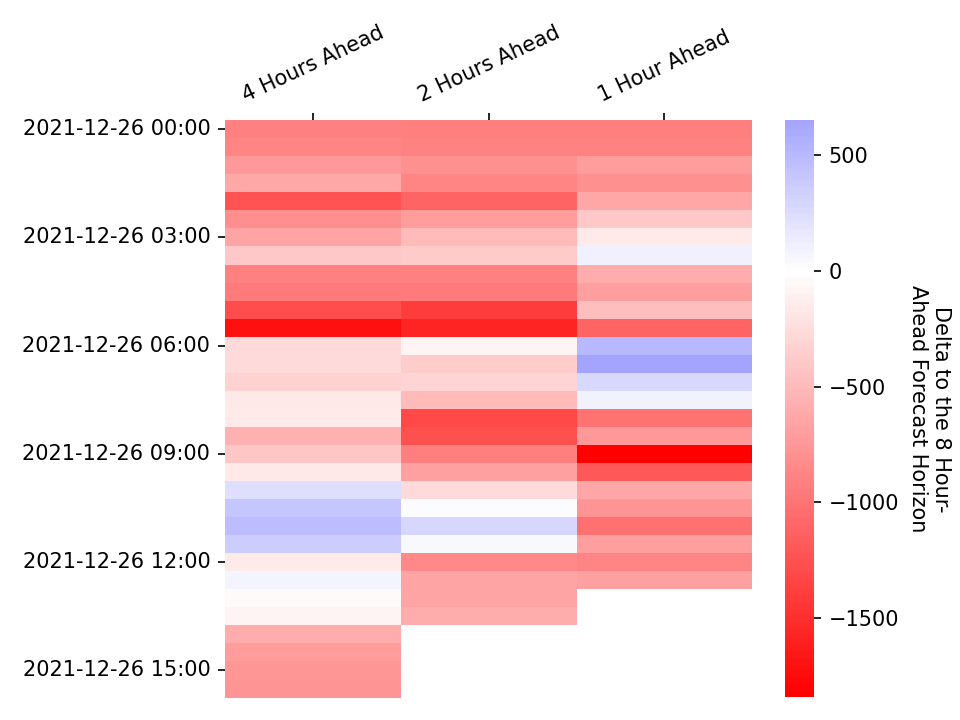 4 Hours Ahead
2 Hours Ahead
1 Hour Ahead
2021-12-26 00:00
2021-12-26 03:00
2021-12-26 06:00
2021-12-26 09:00
2021-12-26 12:00
2021-12-26 15:00
500
0
−500
−1000
−1500
Delta to the 8 Hour-
Ahead Forecast Horizon